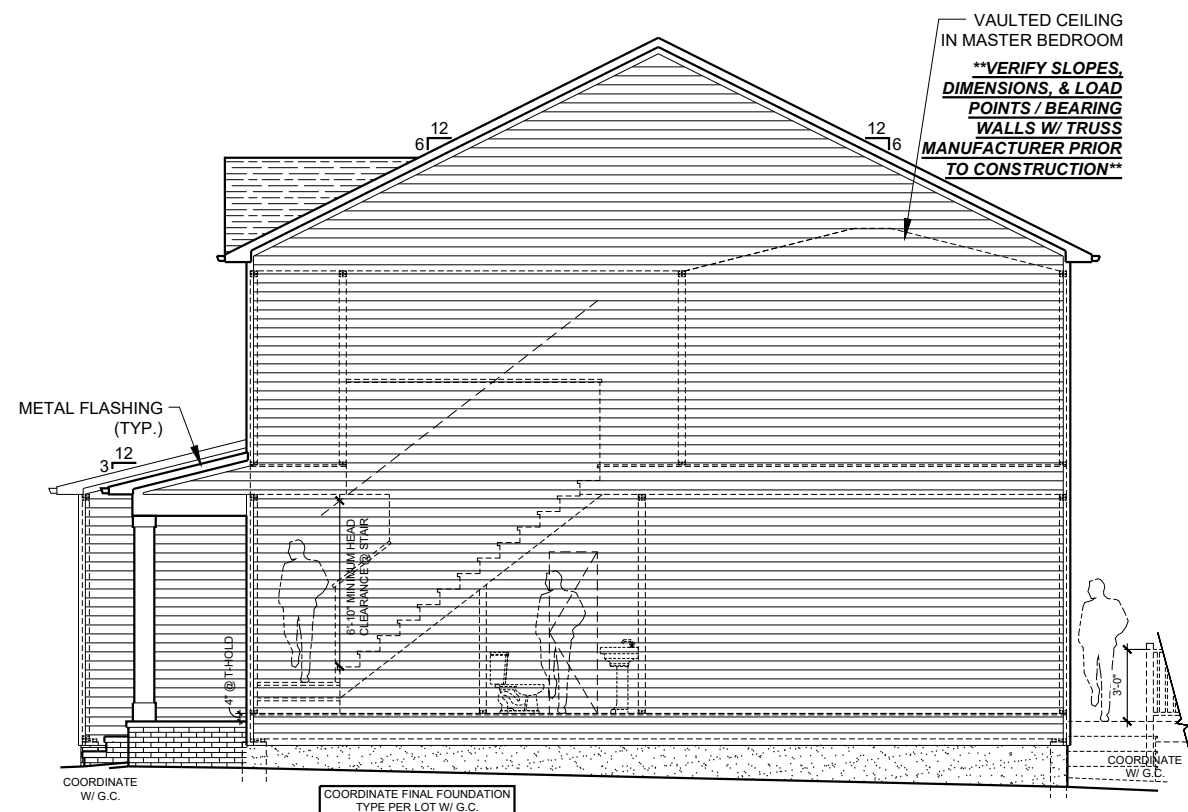 VAULTED CEILING
IN MASTER BEDROOM
**VERIFY SLOPES,
DIMENSIONS, & LOAD
POINTS / BEARING
WALLS W/ TRUSS
MANUFACTURER PRIOR
TO CONSTRUCTION**
12
6
12
6
METAL FLASHING
(TYP.)
12
3
6'-10" MINIMUM HEAD
CLEARANCE @ STAIR
4" @ T-HOLD
3'-0"
COORDINATE
W/ G.C.
COORDINATE FINAL FOUNDATION
TYPE PER LOT W/ G.C.
COORDINATE
W/ G.C.